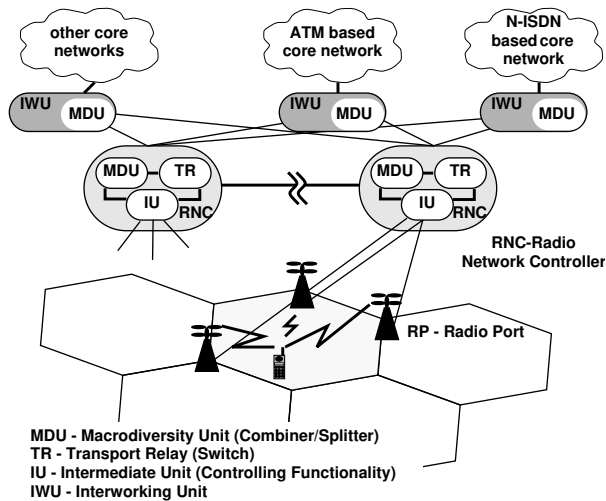 other core
networks
ATM based
core network
N-ISDN
based core
network
IWU
MDU
IWU
MDU
IWU
MDU
MDU
TR
IU
RNC
MDU
TR
IU
RNC
RNC-Radio
Network Controller
RP - Radio Port
MDU - Macrodiversity Unit (Combiner/Splitter)
TR - Transport Relay (Switch)
IU - Intermediate Unit (Controlling Functionality)
IWU - Interworking Unit